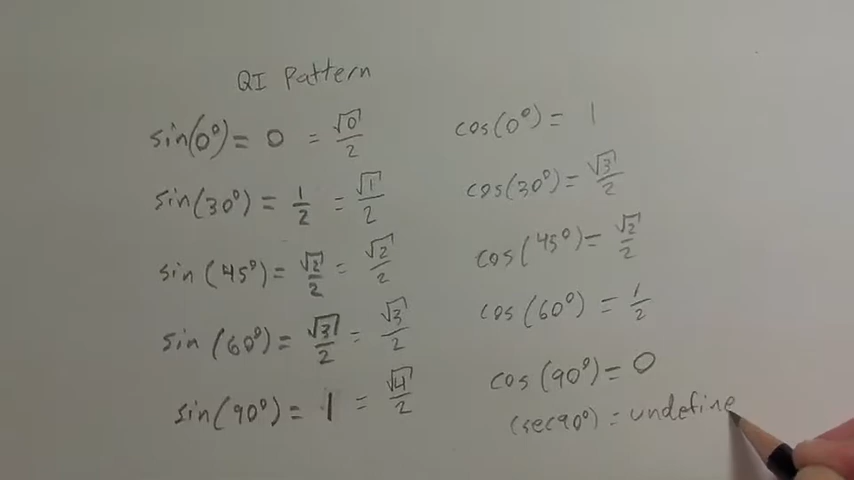 QI Pattern
sin(0°) = 0 = √0/2
sin(30°) = 1/2 = √1/2
sin(45°) = √2/2 = √2/2
sin(60°) = √3/2 = √3/2
sin(90°) = 1 = √4/2
cos(0°) = 1
cos(30°) = √3/2
cos(45°) = √2/2
cos(60°) = 1/2
cos(90°) = 0
(sec90°) = undefine